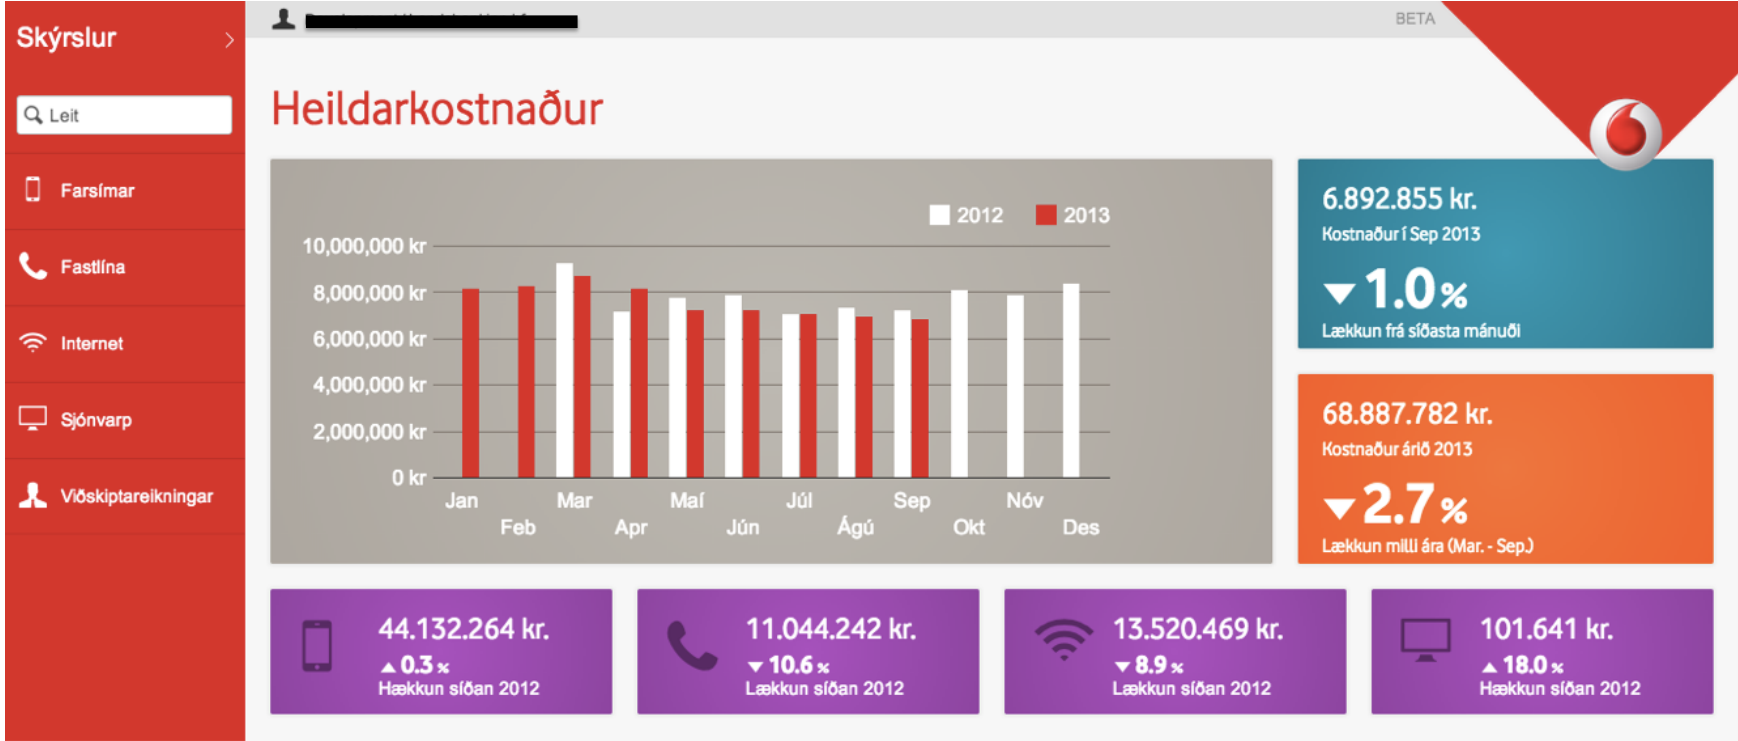 Skýrslur
Leit
Farsímar
Fastlína
Internet
Sjónvarp
Viðskiptareikningar
BETA
Heildarkostnaður
2012 2013
10,000,000 kr
8,000,000 kr
6,000,000 kr
4,000,000 kr
2,000,000 kr
0 kr
Jan Feb Mar Apr Maí Jún Júl Ágú Sep Okt Nóv Des
6.892.855 kr.
Kostnaður í Sep 2013
1.0 %
Lækkun frá síðasta mánuði
68.887.782 kr.
Kostnaður árið 2013
2.7 %
Lækkun milli ára (Mar. - Sep.)
44.132.264 kr.
0.3 %
Hækkun síðan 2012
11.044.242 kr.
10.6 %
Lækkun síðan 2012
13.520.469 kr.
8.9 %
Lækkun síðan 2012
101.641 kr.
18.0 %
Hækkun síðan 2012